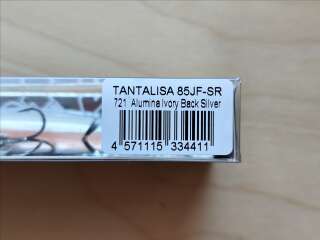 TANTALISA 85JF-SR
721 Alumina Ivory Back Silver
4 571115 334411